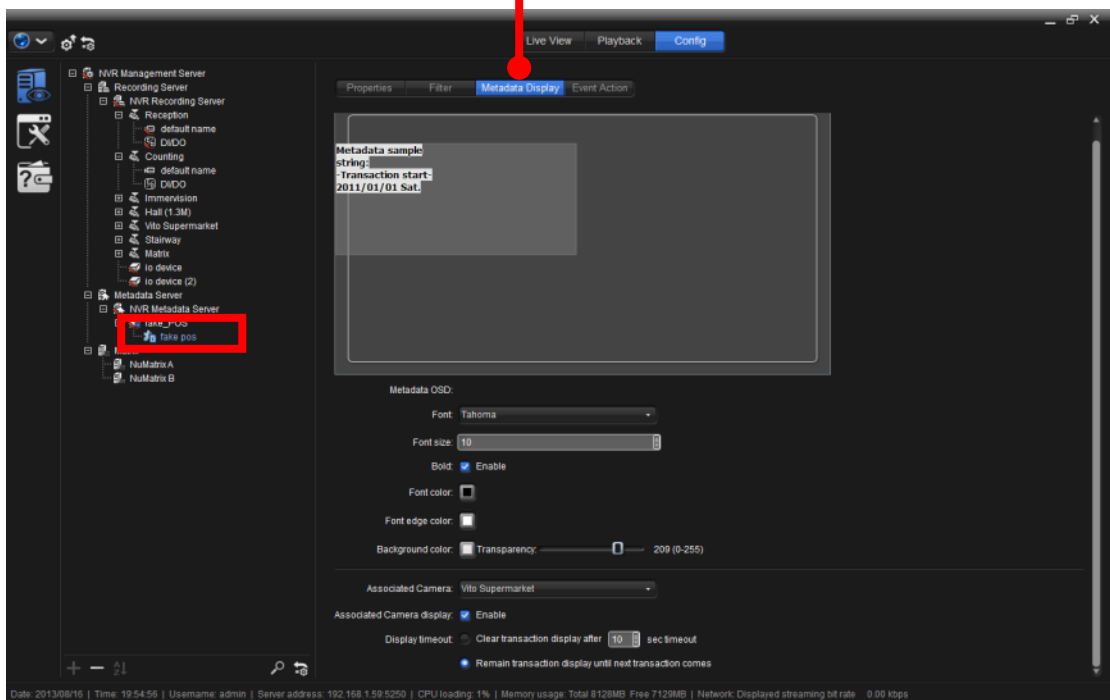 Live View Playback Config
NVR Management Server
Recording Server
NVR Recording Server
Reception
default name
DI/DO
Counting
default name
DI/DO
Immervision
Hall (1.3M)
Vito Supermarket
Stairway
Matrix
io device
io device (2)
Metadata Server
NVR Metadata Server
fake_POS
fake pos
NuMatrix A
NuMatrix B
Properties Filter Metadata Display Event Action
Metadata sample
string:
-Transaction start-
2011/01/01 Sat.
Metadata OSD:
Font: Tahoma
Font size: 10
Bold: Enable
Font color:
Font edge color:
Background color: Transparency: 209 (0-255)
Associated Camera: Vito Supermarket
Associated Camera display: Enable
Display timeout: Clear transaction display after 10 sec timeout
Remain transaction display until next transaction comes
Date: 2013/08/16 | Time: 19:54:56 | Username: admin | Server address: 192.168.1.59:5250 | CPU loading: 1% | Memory usage: Total 8128MB Free 7129MB | Network: Displayed streaming bit rate 0.00 kbps